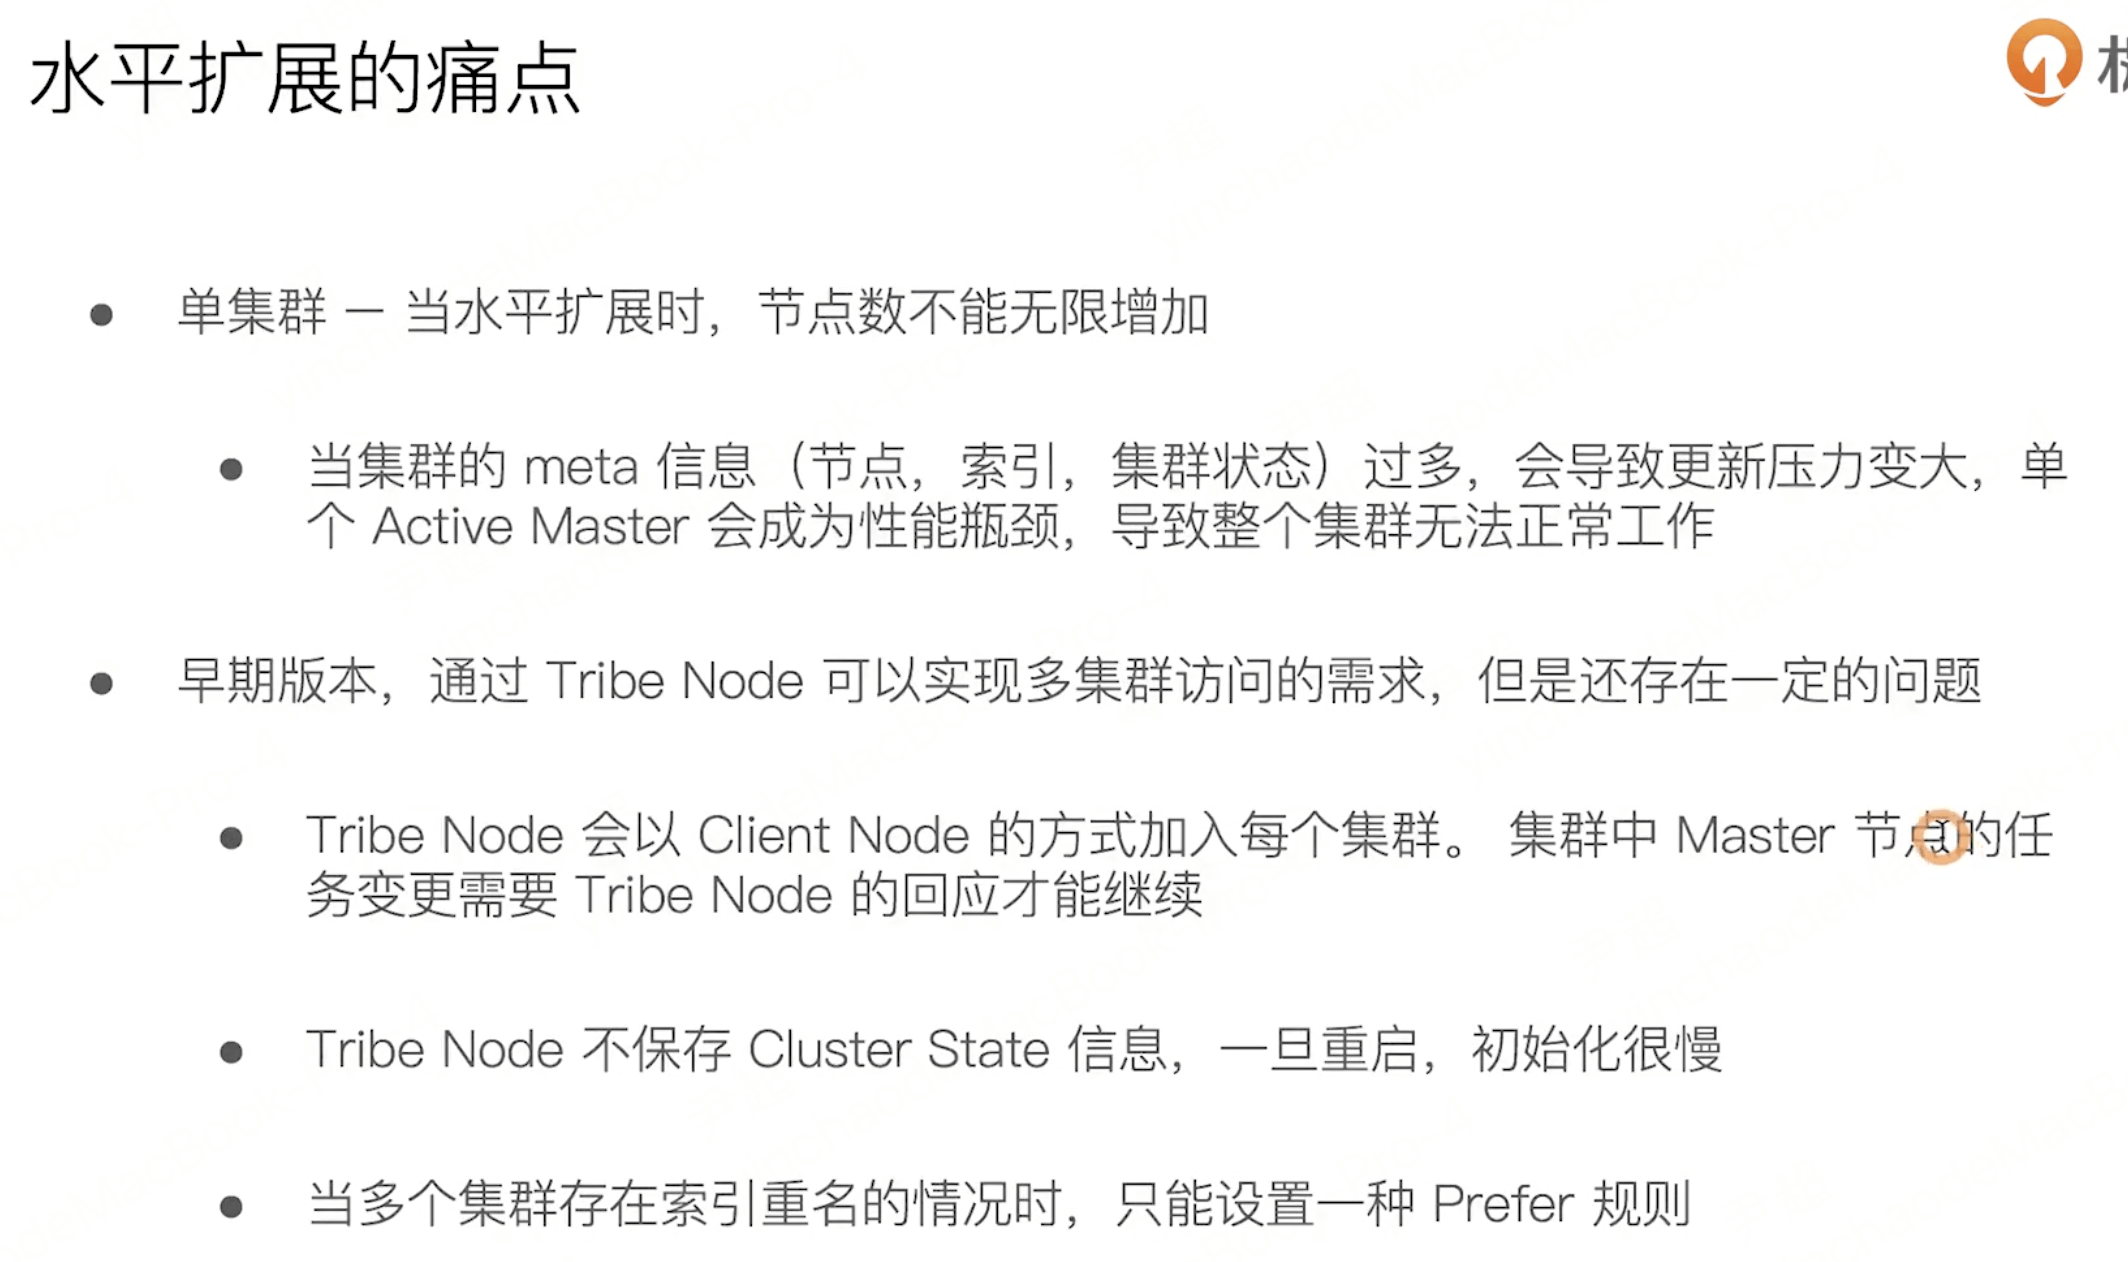 水平扩展的痛点
单集群 － 当水平扩展时，节点数不能无限增加
当集群的 meta 信息（节点，索引，集群状态）过多，会导致更新压力变大，单
个 Active Master 会成为性能瓶颈，导致整个集群无法正常工作
早期版本，通过 Tribe Node 可以实现多集群访问的需求，但是还存在一定的问题
Tribe Node 会以 Client Node 的方式加入每个集群。 集群中 Master 节点的任
务变更需要 Tribe Node 的回应才能继续
Tribe Node 不保存 Cluster State 信息，一旦重启，初始化很慢
当多个集群存在索引重名的情况时，只能设置一种 Prefer 规则